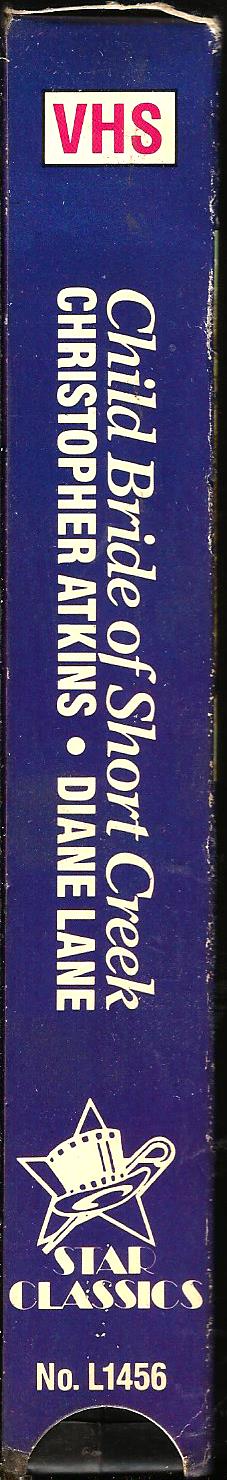 VHS
Child Bride of Short Creek
CHRISTOPHER ATKINS • DIANE LANE
STAR
CLASSICS
No. L1456